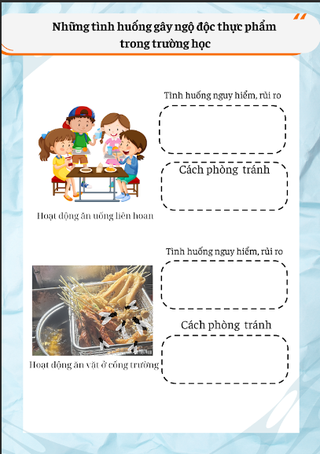 Những tình huống gây ngộ độc thực phẩm
trong trường học
Tình huống nguy hiểm, rủi ro
Cách phòng tránh
Hoạt động ăn uống liên hoan
Tình huống nguy hiểm, rủi ro
Cách phòng tránh
Hoạt động ăn vặt ở cổng trường